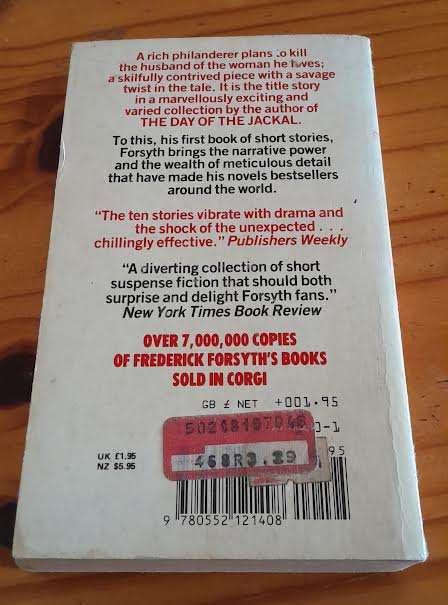 A rich philanderer plans to kill
the husband of the woman he loves;
a skilfully contrived piece with a savage
twist in the tale. It is the title story
in a marvellously exciting and
varied collection by the author of
THE DAY OF THE JACKAL.
To this, his first book of short stories,
Forsyth brings the narrative power
and the wealth of meticulous detail
that have made his novels bestsellers
around the world.
"The ten stories vibrate with drama and
the shock of the unexpected . . .
chillingly effective." Publishers Weekly
"A diverting collection of short
suspense fiction that should both
surprise and delight Forsyth fans."
New York Times Book Review
OVER 7,000,000 COPIES
OF FREDERICK FORSYTH'S BOOKS
SOLD IN CORGI
GB £ NET +001.95
-1
95
UK £1.95
NZ $5.95
9 780552 121408